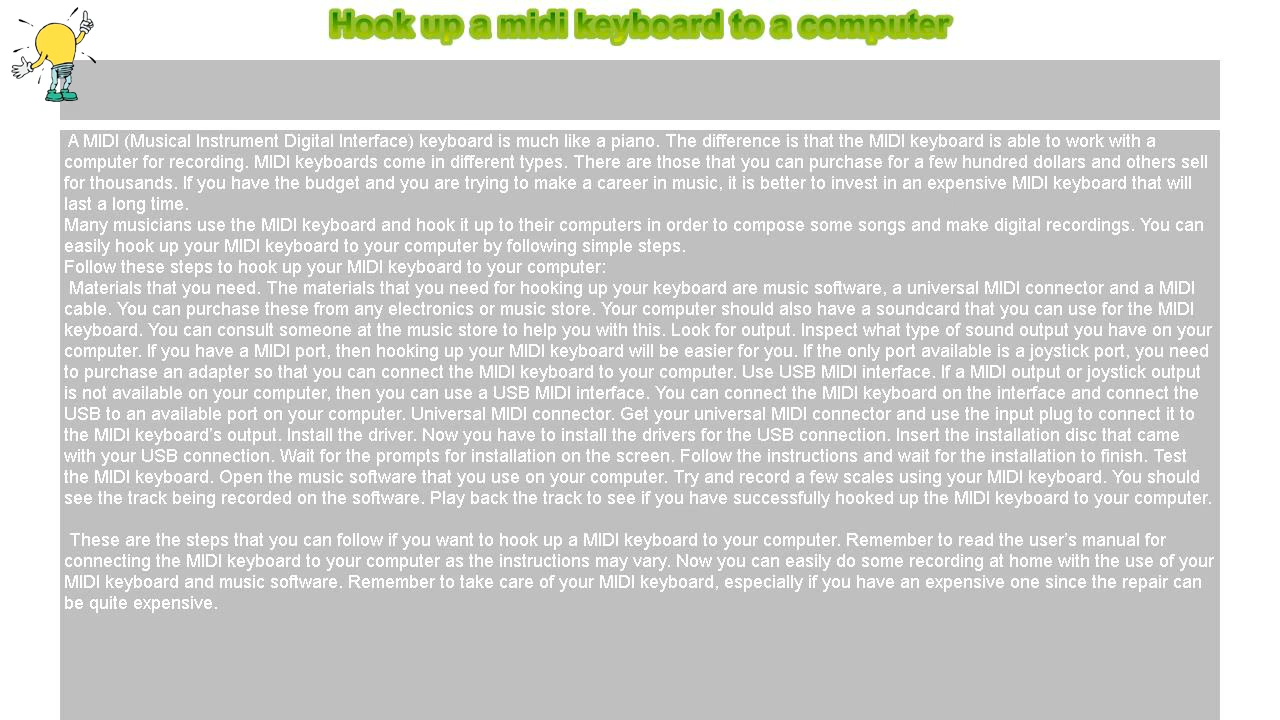 Hook up a midi keyboard to a computer
A MIDI (Musical Instrument Digital Interface) keyboard is much like a piano. The difference is that the MIDI keyboard is able to work with a
computer for recording. MIDI keyboards come in different types. There are those that you can purchase for a few hundred dollars and others sell
for thousands. If you have the budget and you are trying to make a career in music, it is better to invest in an expensive MIDI keyboard that will
last a long time.
Many musicians use the MIDI keyboard and hook it up to their computers in order to compose some songs and make digital recordings. You can
easily hook up your MIDI keyboard to your computer by following simple steps.
Follow these steps to hook up your MIDI keyboard to your computer:
Materials that you need. The materials that you need for hooking up your keyboard are music software, a universal MIDI connector and a MIDI
cable. You can purchase these from any electronics or music store. Your computer should also have a soundcard that you can use for the MIDI
keyboard. You can consult someone at the music store to help you with this. Look for output. Inspect what type of sound output you have on your
computer. If you have a MIDI port, then hooking up your MIDI keyboard will be easier for you. If the only port available is a joystick port, you need
to purchase an adapter so that you can connect the MIDI keyboard to your computer. Use USB MIDI interface. If a MIDI output or joystick output
is not available on your computer, then you can use a USB MIDI interface. You can connect the MIDI keyboard on the interface and connect the
USB to an available port on your computer. Universal MIDI connector. Get your universal MIDI connector and use the input plug to connect it to
the MIDI keyboard's output. Install the driver. Now you have to install the drivers for the USB connection. Insert the installation disc that came
with your USB connection. Wait for the prompts for installation on the screen. Follow the instructions and wait for the installation to finish. Test
the MIDI keyboard. Open the music software that you use on your computer. Try and record a few scales using your MIDI keyboard. You should
see the track being recorded on the software. Play back the track to see if you have successfully hooked up the MIDI keyboard to your computer.
These are the steps that you can follow if you want to hook up a MIDI keyboard to your computer. Remember to read the user's manual for
connecting the MIDI keyboard to your computer as the instructions may vary. Now you can easily do some recording at home with the use of your
MIDI keyboard and music software. Remember to take care of your MIDI keyboard, especially if you have an expensive one since the repair can
be quite expensive.